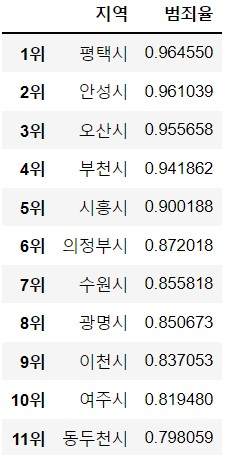 지역 범죄율
1위 평택시 0.964550
2위 안성시 0.961039
3위 오산시 0.955658
4위 부천시 0.941862
5위 시흥시 0.900188
6위 의정부시 0.872018
7위 수원시 0.855818
8위 광명시 0.850673
9위 이천시 0.837053
10위 여주시 0.819480
11위 동두천시 0.798059